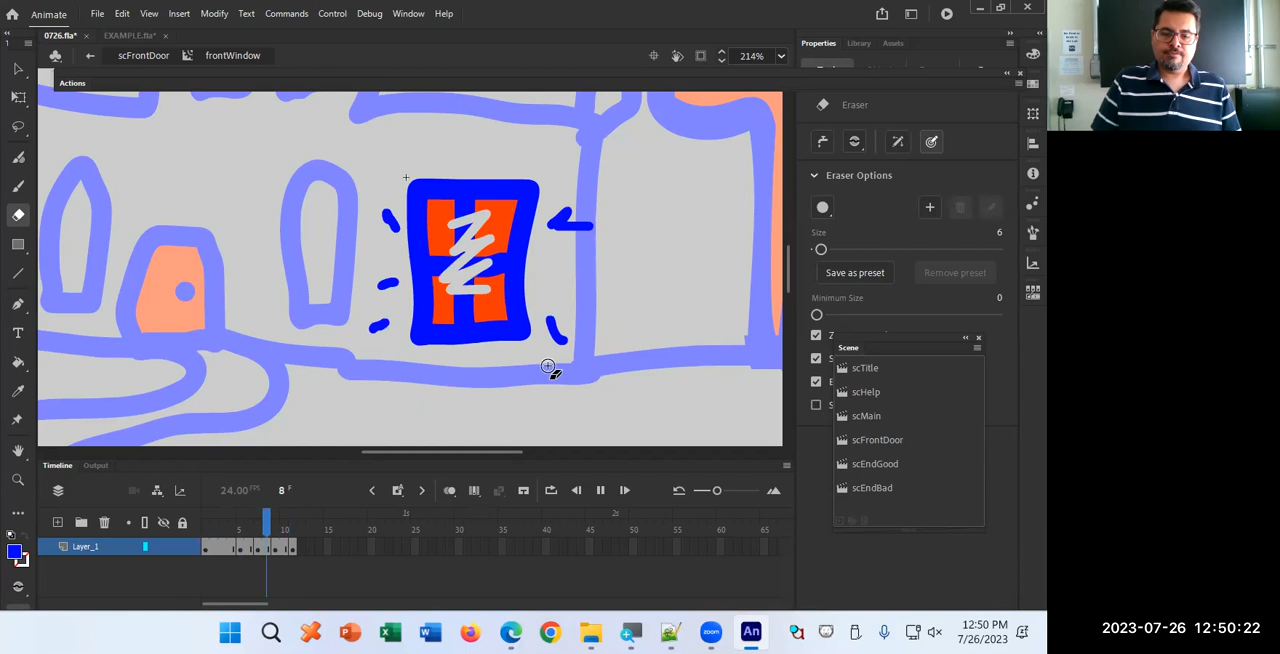 Animate
File Edit View Insert Modify Text Commands Control Debug Window Help
0726.fla* × EXAMPLE.fla* ×
scFrontDoor frontWindow
214%
Properties Library Assets
Actions
Eraser
Eraser Options
Size
6
Save as preset Remove preset
Minimum Size
0
Z
S
E
S
Scene
scTitle
scHelp
scMain
scFrontDoor
scEndGood
scEndBad
Timeline Output
24.00 FPS 8 F
1s 2s
5 10 15 20 25 30 35 40 45 50 55 60 65
Layer_1
12:50 PM
7/26/2023
2023-07-26 12:50:22